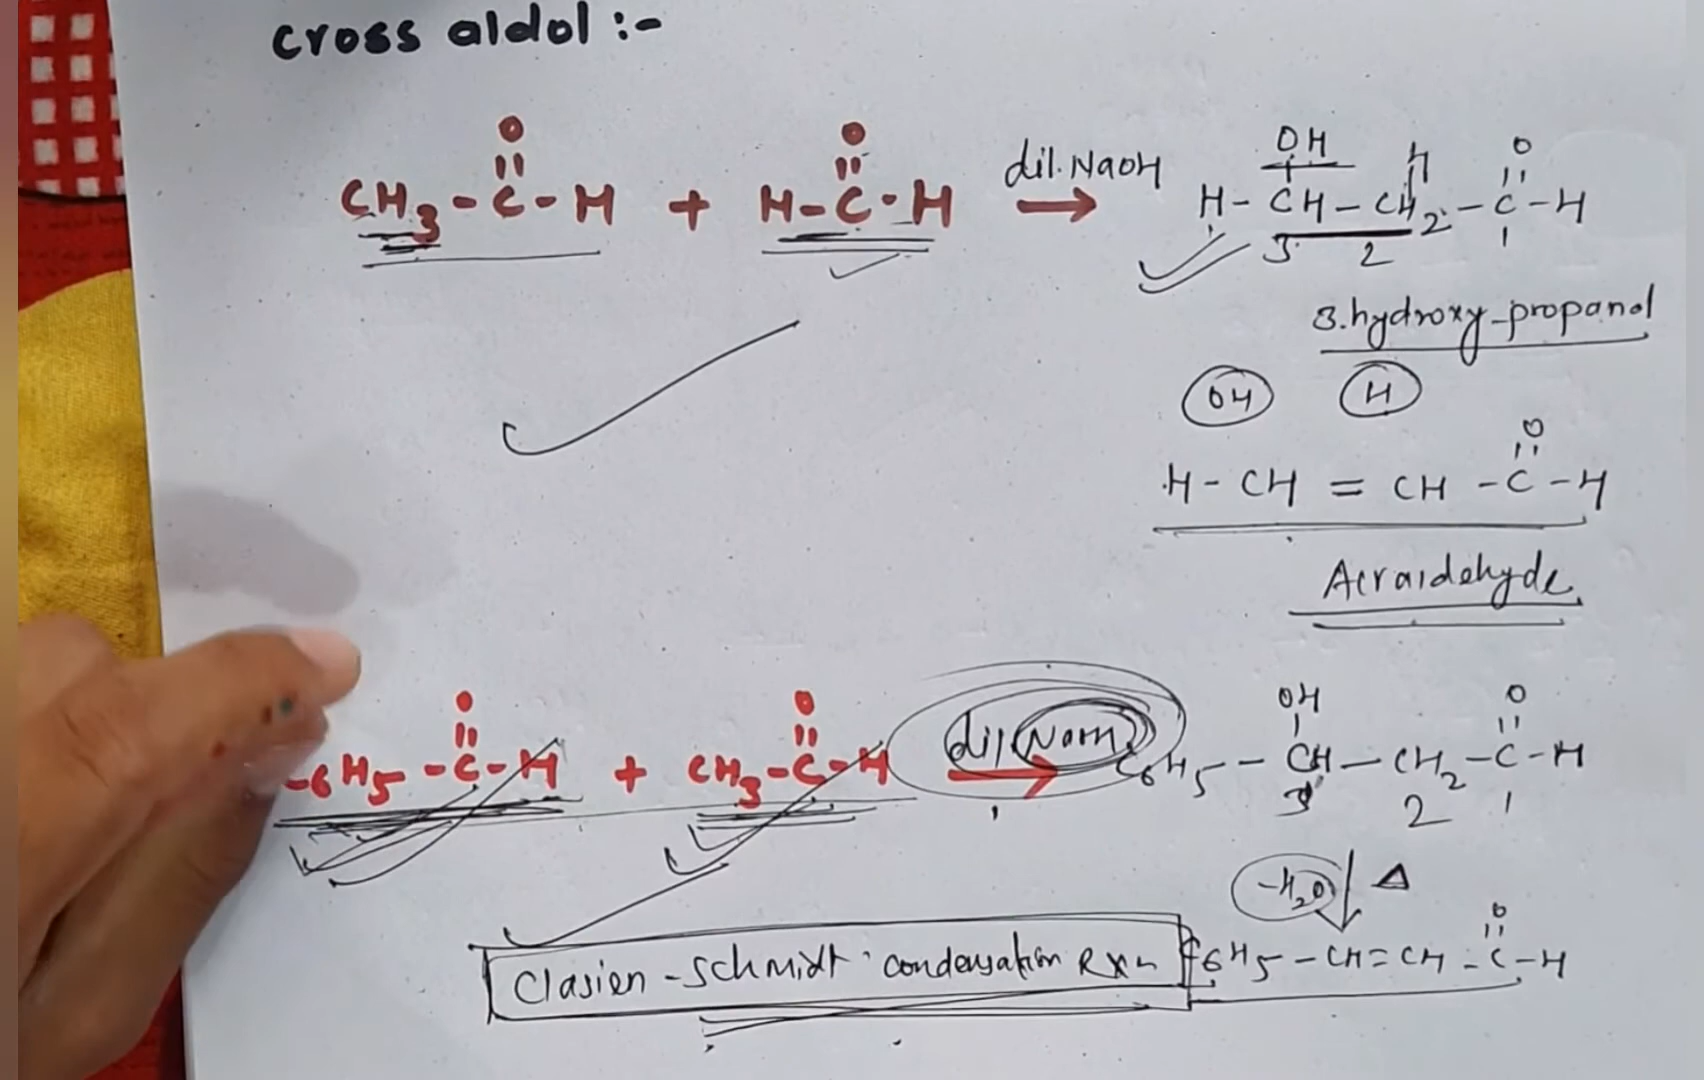 cross aldol :-
O O OH H O
CH3 - C - H + H - C - H dil. NaOH → H - CH - CH2 - C - H
3 2 1
3. hydroxy-propanal
OH H
O
H - CH = CH - C - H
Acraldehyde
O O OH O
6H5 - C - H + CH3 - C - H dil NaOH → C6H5 - CH - CH2 - C - H
3 2 1
-H2O Δ
O
C6H5 - CH = CH - C - H
Clasien - Schmidt condensation Rxn